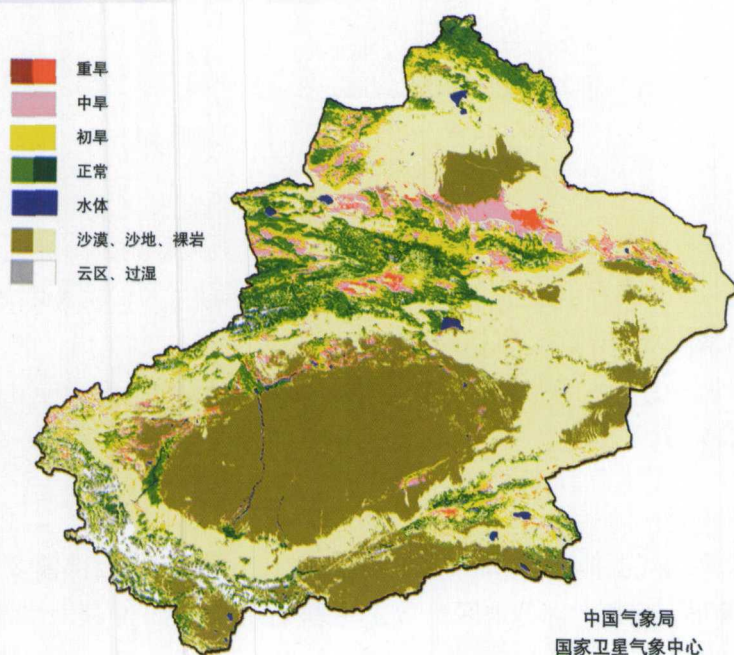 重旱
中旱
初旱
正常
水体
沙漠、沙地、裸岩
云区、过湿
中国气象局
国家卫星气象中心